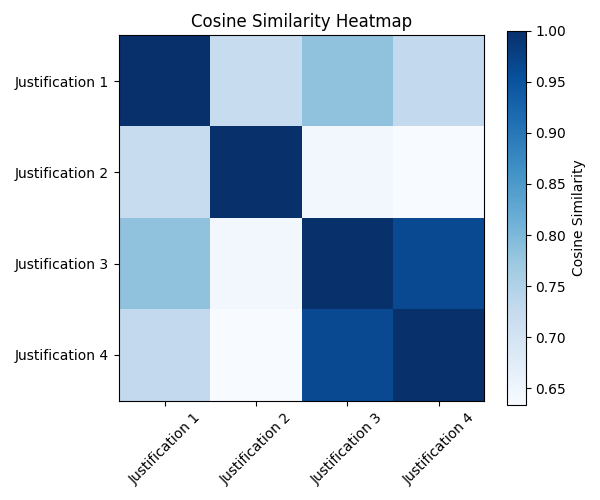 Cosine Similarity Heatmap
Justification 1
Justification 2
Justification 3
Justification 4
Justification 1
Justification 2
Justification 3
Justification 4
1.00
0.95
0.90
0.85
0.80
0.75
0.70
0.65
Cosine Similarity